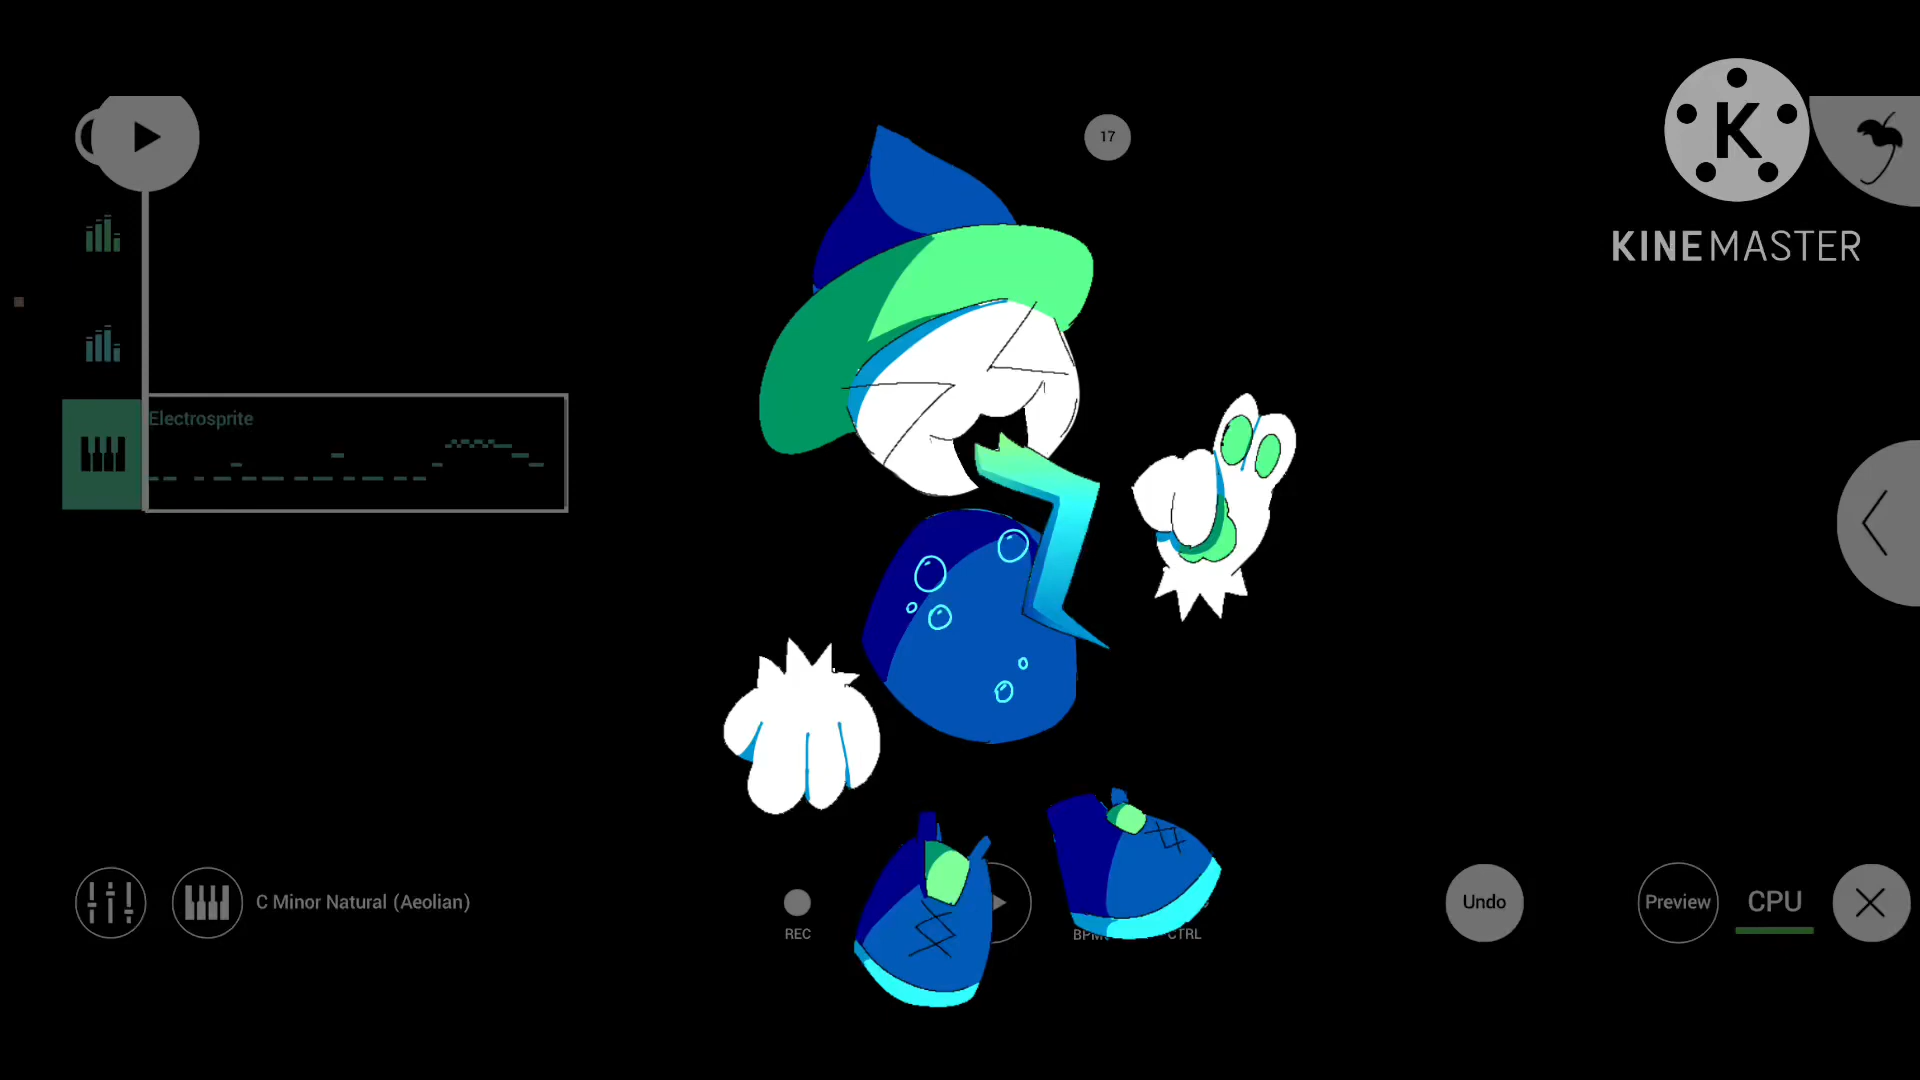 17
K
KINEMASTER
Electrosprite
C Minor Natural (Aeolian)
REC
CTRL
Undo
Preview
CPU